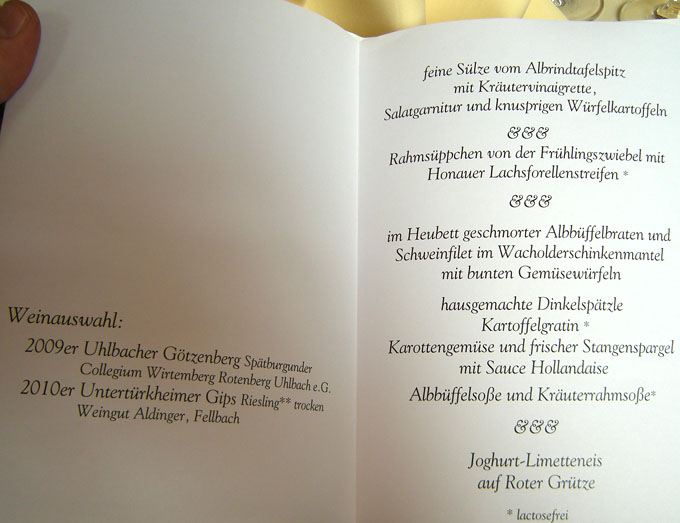 Weinauswahl:
2009er Uhlbacher Götzenberg Spätburgunder
Collegium Wirtemberg Rotenberg Uhlbach e.G.
2010er Untertürkheimer Gips Riesling** trocken
Weingut Aldinger, Fellbach
feine Sülze vom Albrindtafelspitz
mit Kräutervinaigrette,
Salatgarnitur und knusprigen Würfelkartoffeln
&&&
Rahmsüppchen von der Frühlingszwiebel mit
Honauer Lachsforellenstreifen *
&&&
im Heubett geschmorter Albbüffelbraten und
Schweinfilet im Wacholderschinkenmantel
mit bunten Gemüsewürfeln
hausgemachte Dinkelspätzle
Kartoffelgratin *
Karottengemüse und frischer Stangenspargel
mit Sauce Hollandaise
Albbüffelsoße und Kräuterrahmsoße*
&&&
Joghurt-Limetteneis
auf Roter Grütze
* lactosefrei